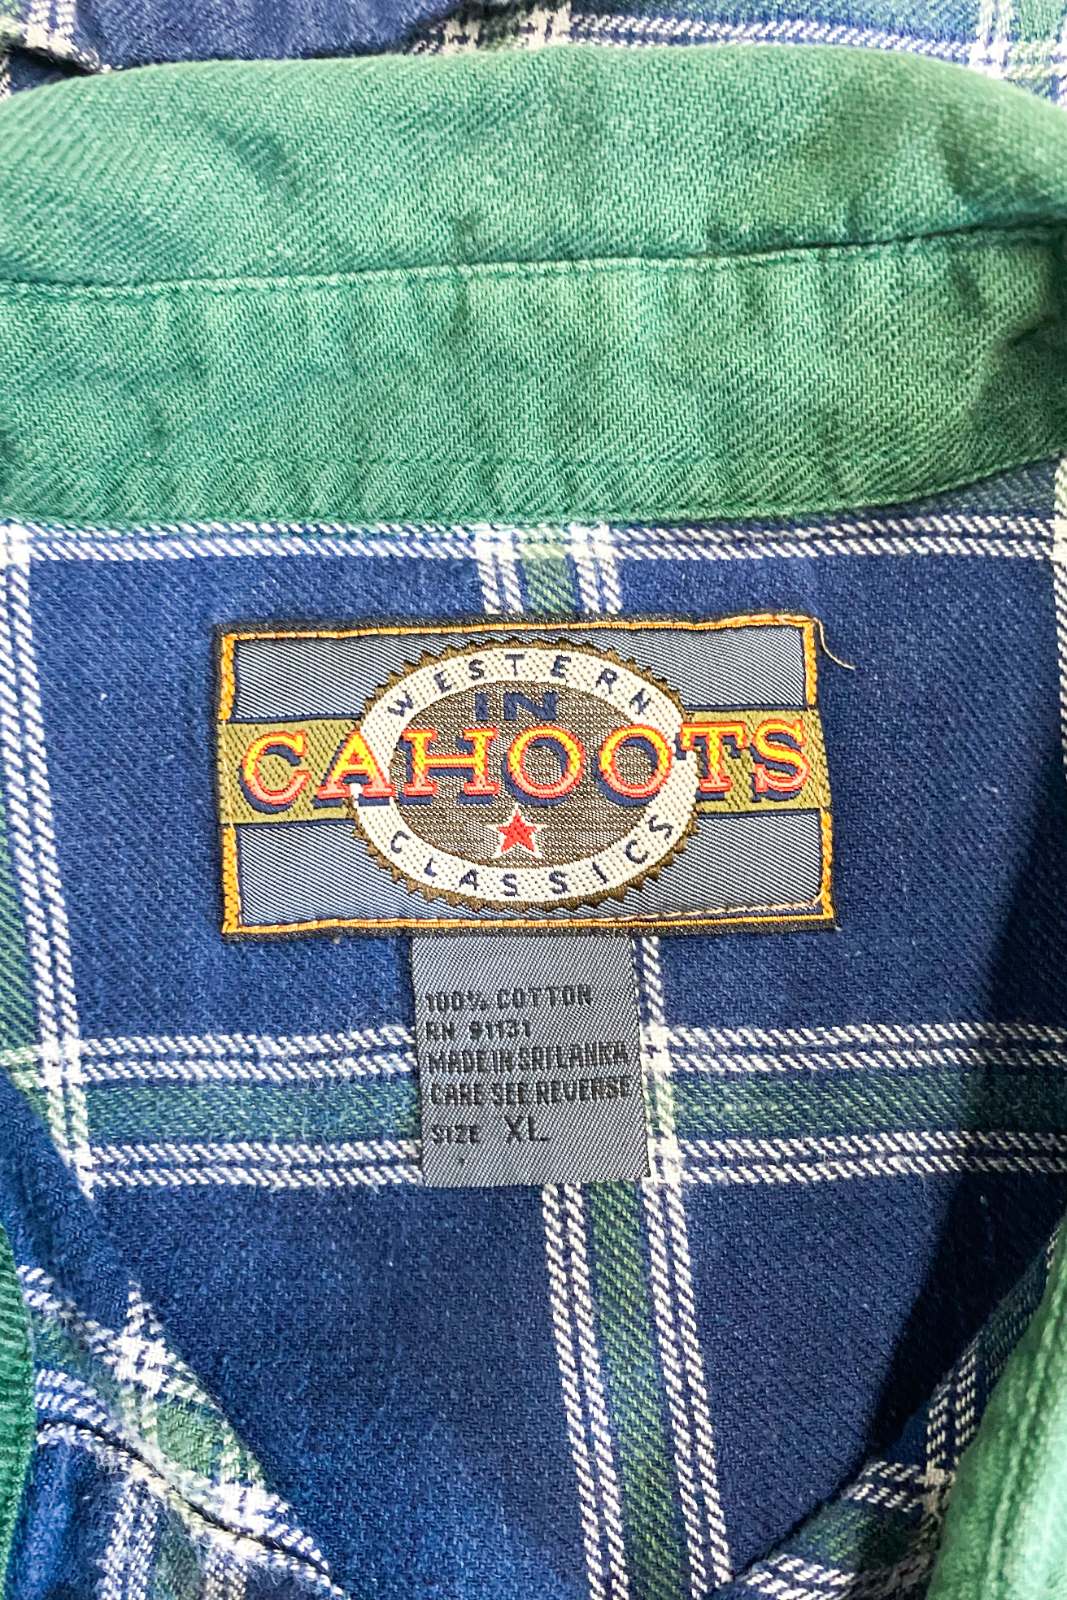 WESTERN
IN
CAHOOTS
CLASSICS
100% COTTON
RN 91131
MADE IN SRI LANKA
CARE SEE REVERSE
SIZE XL